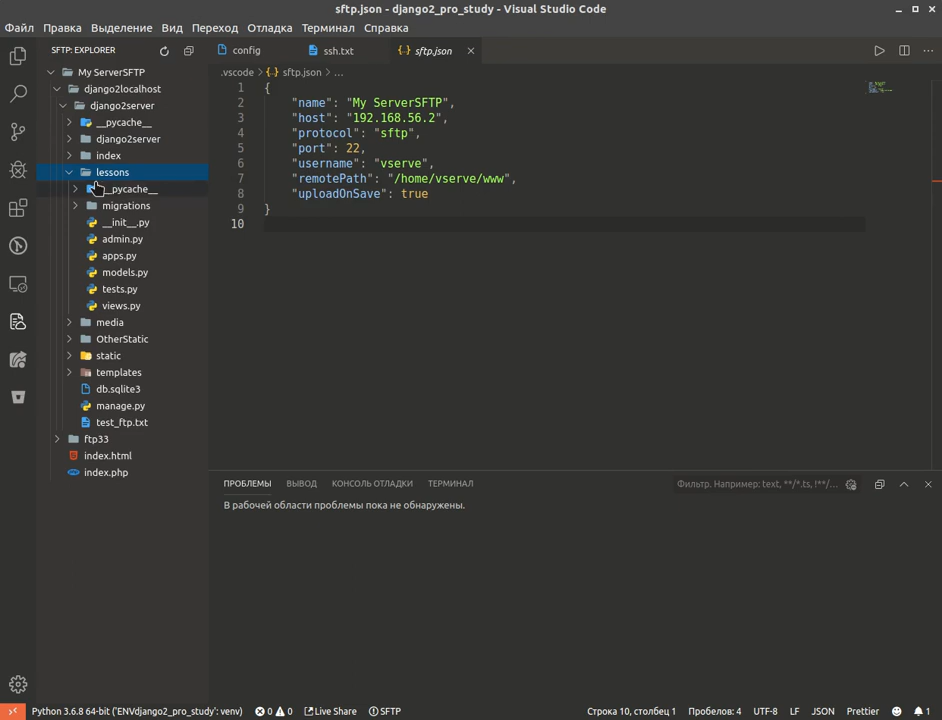 sftp.json - django2_pro_study - Visual Studio Code
Файл Правка Выделение Вид Переход Отладка Терминал Справка
SFTP: EXPLORER
My ServerSFTP
django2localhost
django2server
__pycache__
django2server
index
lessons
__pycache__
migrations
__init__.py
admin.py
apps.py
models.py
tests.py
views.py
media
OtherStatic
static
templates
db.sqlite3
manage.py
test_ftp.txt
ftp33
index.html
index.php
config ssh.txt {·} sftp.json ×
.vscode > {·} sftp.json > ...
1 {
2 "name": "My ServerSFTP",
3 "host": "192.168.56.2",
4 "protocol": "sftp",
5 "port": 22,
6 "username": "vserve",
7 "remotePath": "/home/vserve/www",
8 "uploadOnSave": true
9 }
10
ПРОБЛЕМЫ ВЫВОД КОНСОЛЬ ОТЛАДКИ ТЕРМИНАЛ Фильтр. Например: text, **/*.ts, !**/...
В рабочей области проблемы пока не обнаружены.
Python 3.6.8 64-bit ('ENVdjango2_pro_study': venv) 0 0 Live Share SFTP Строка 10, столбец 1 Пробелов: 4 UTF-8 LF JSON Prettier 1